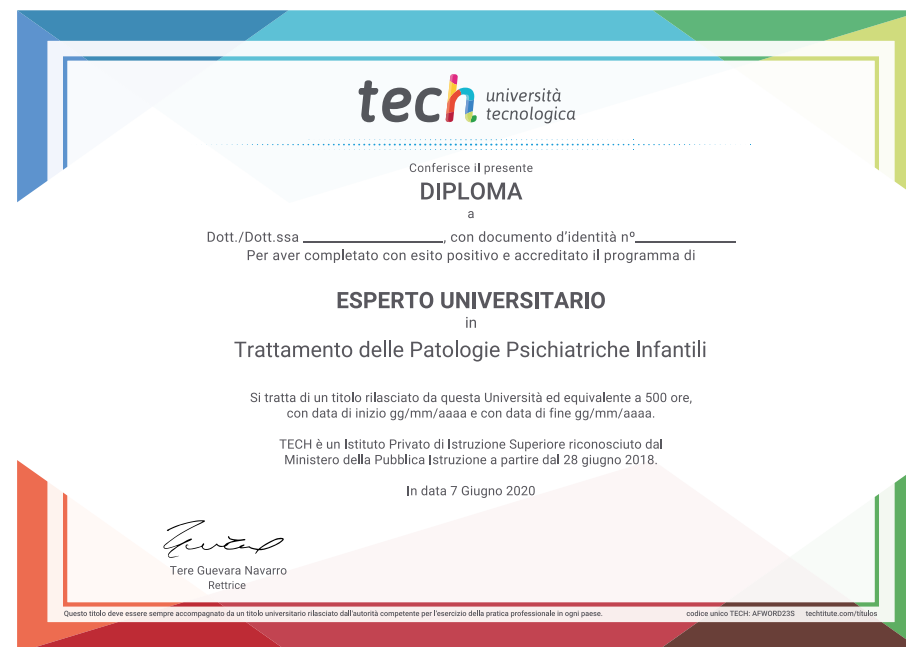 tech università
tecnologica
Conferisce il presente
DIPLOMA
a
Dott./Dott.ssa ____________________, con documento d'identità nº______________
Per aver completato con esito positivo e accreditato il programma di
ESPERTO UNIVERSITARIO
in
Trattamento delle Patologie Psichiatriche Infantili
Si tratta di un titolo rilasciato da questa Università ed equivalente a 500 ore,
con data di inizio gg/mm/aaaa e con data di fine gg/mm/aaaa.
TECH è un Istituto Privato di Istruzione Superiore riconosciuto dal
Ministero della Pubblica Istruzione a partire dal 28 giugno 2018.
In data 7 Giugno 2020
Tere Guevara Navarro
Rettrice
Questo titolo deve essere sempre accompagnato da un titolo universitario rilasciato dall'autorità competente per l'esercizio della pratica professionale in ogni paese. codice unico TECH: AFWORD23S techtitute.com/titulos